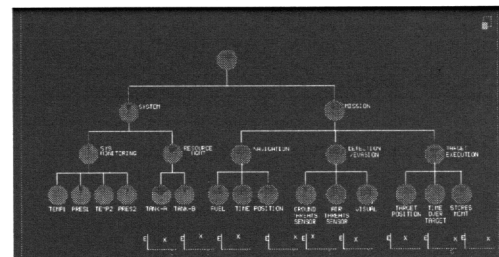 SYSTEM
MISSION
SYS
MONITORING
RESOURCE
MGMT
NAVIGATION
DETECTION
EVASION
TARGET
EXECUTION
TEMP1
PRES1
TEMP2
PRES2
TANK-A
TANK-B
FUEL
TIME
POSITION
GROUND
THREATS
SENSOR
AIR
THREATS
SENSOR
VISUAL
TARGET
POSITION
TIME
OVER
TARGET
STORES
MGMT
E X E X E X E X E X E X E X E X E X